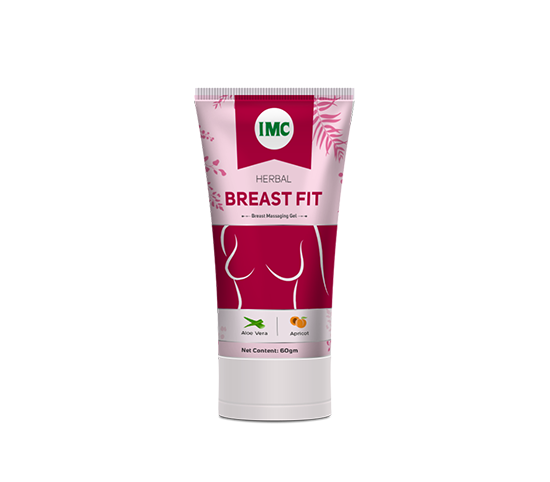 IMC
HERBAL
BREAST FIT
Breast Massaging Gel
Aloe Vera
Apricot
Net Content: 60gm